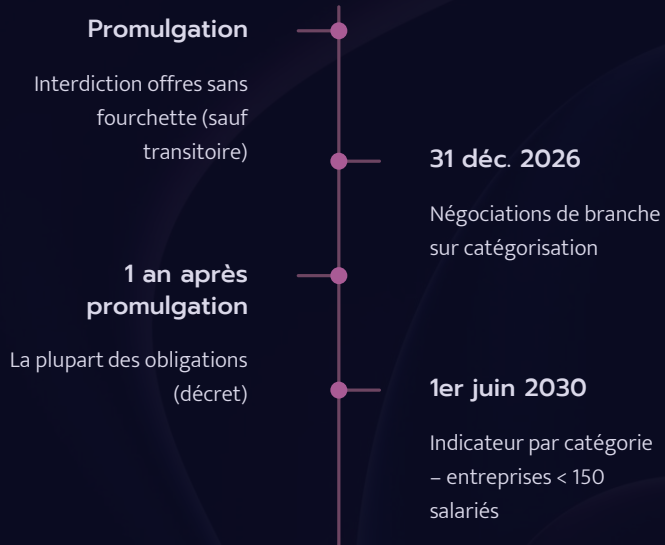 Promulgation
Interdiction offres sans
fourchette (sauf
transitoire)
31 déc. 2026
Négociations de branche
sur catégorisation
1 an après
promulgation
La plupart des obligations
(décret)
1er juin 2030
Indicateur par catégorie
– entreprises < 150
salariés